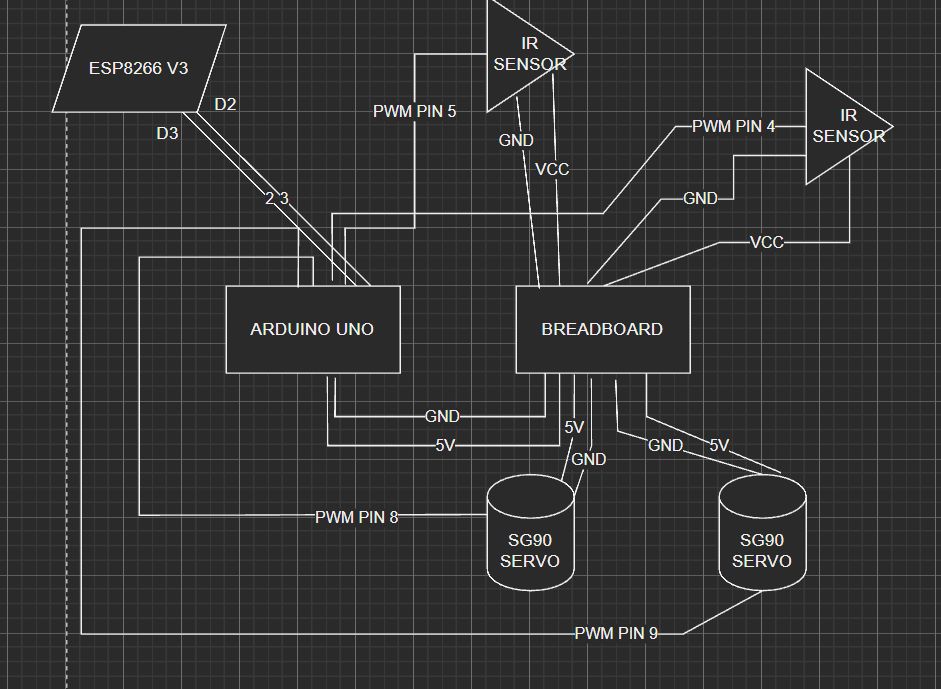 IR
SENSOR
ESP8266 V3
D2
PWM PIN 5
IR
SENSOR
PWM PIN 4
D3
GND
VCC
2
3
GND
VCC
ARDUINO UNO
BREADBOARD
GND
5V
5V
GND
5V
GND
PWM PIN 8
SG90
SERVO
SG90
SERVO
PWM PIN 9